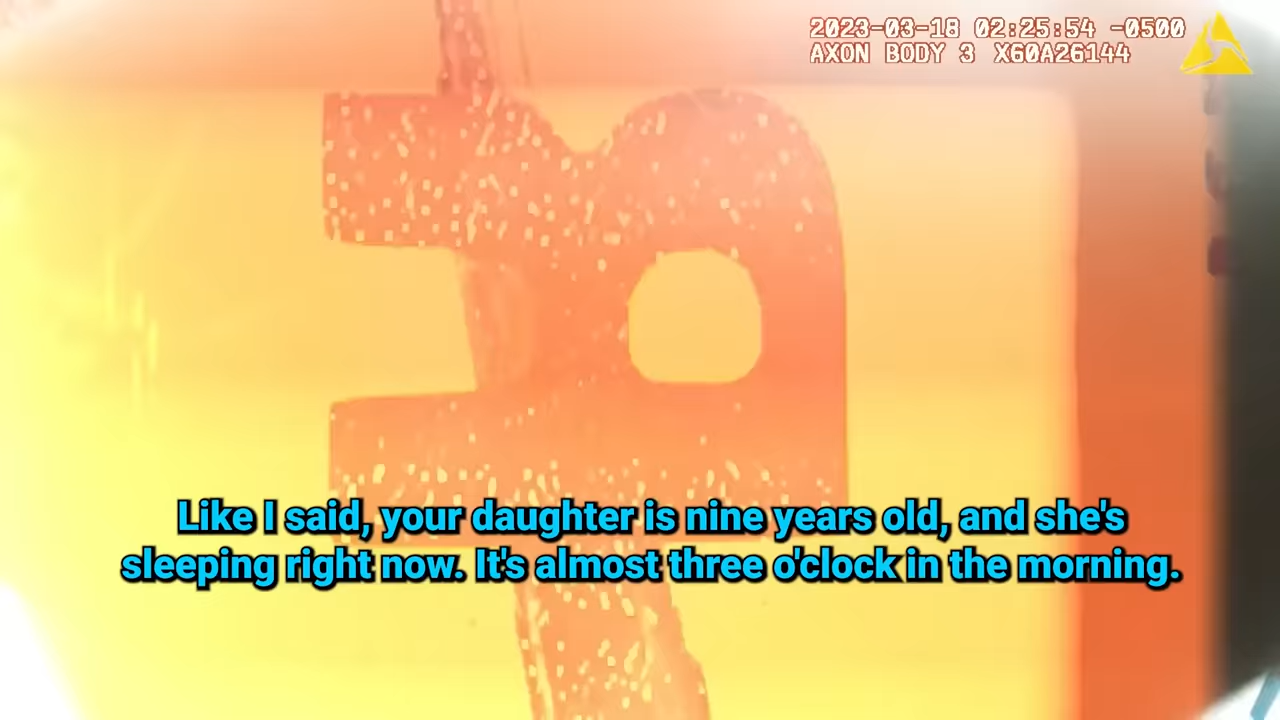 2023-03-18 02:25:54 -0500
AXON BODY 3 X60A26144
R
Like I said, your daughter is nine years old, and she's
sleeping right now. It's almost three o'clock in the morning.